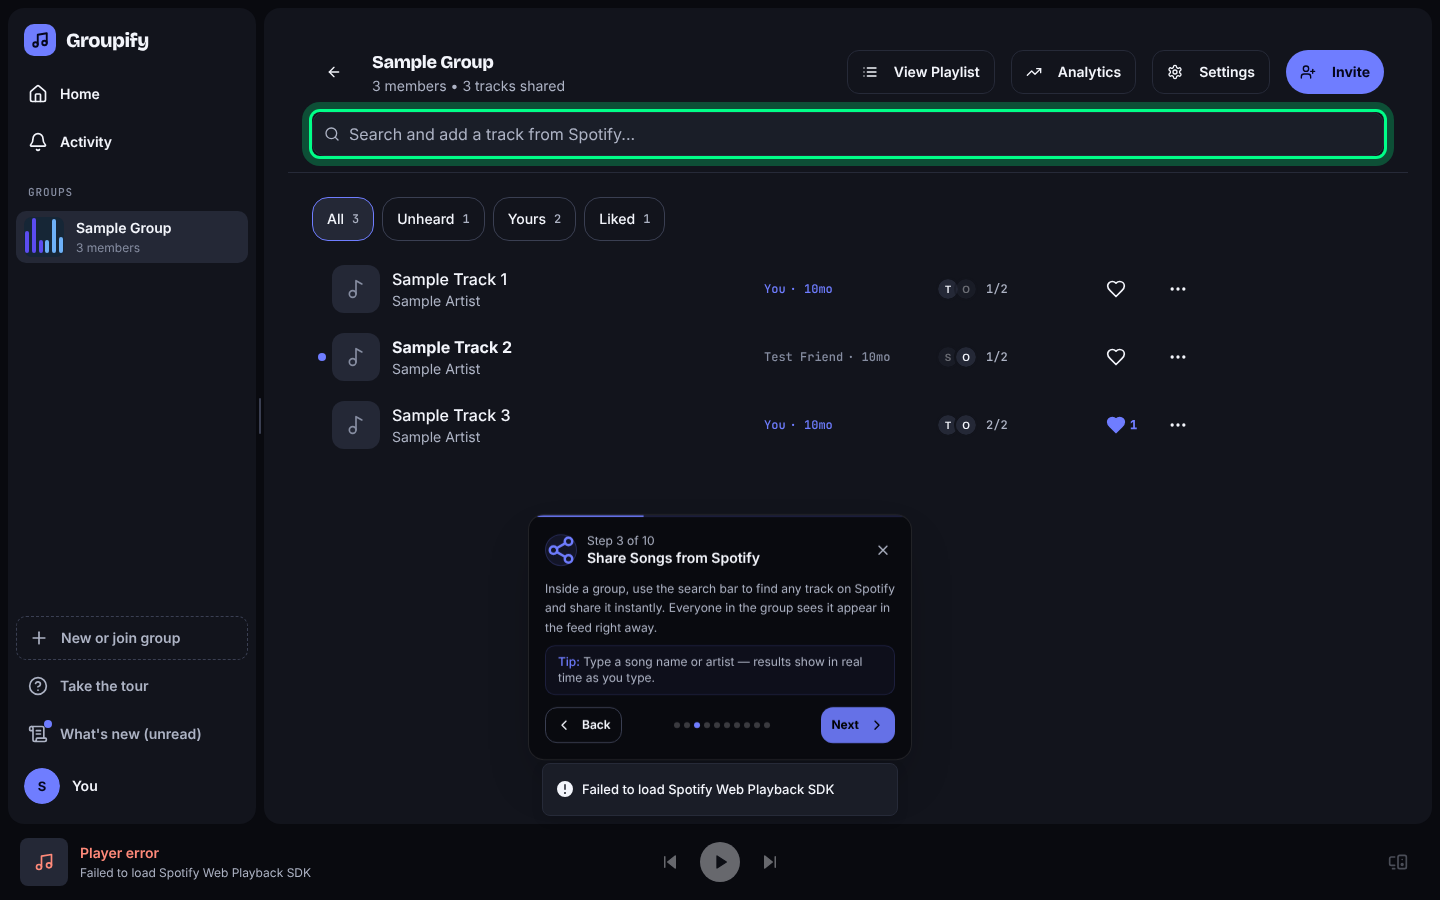 Groupify
Home
Activity
GROUPS
Sample Group
3 members
New or join group
Take the tour
What's new (unread)
S
You
Sample Group
3 members • 3 tracks shared
View Playlist
Analytics
Settings
Invite
Search and add a track from Spotify...
All 3
Unheard 1
Yours 2
Liked 1
Sample Track 1
Sample Artist
You · 10mo
T O 1/2
Sample Track 2
Sample Artist
Test Friend · 10mo
S O 1/2
Sample Track 3
Sample Artist
You · 10mo
T O 2/2
1
Step 3 of 10
Share Songs from Spotify
Inside a group, use the search bar to find any track on Spotify
and share it instantly. Everyone in the group sees it appear in
the feed right away.
Tip: Type a song name or artist — results show in real
time as you type.
Back
Next
Failed to load Spotify Web Playback SDK
Player error
Failed to load Spotify Web Playback SDK